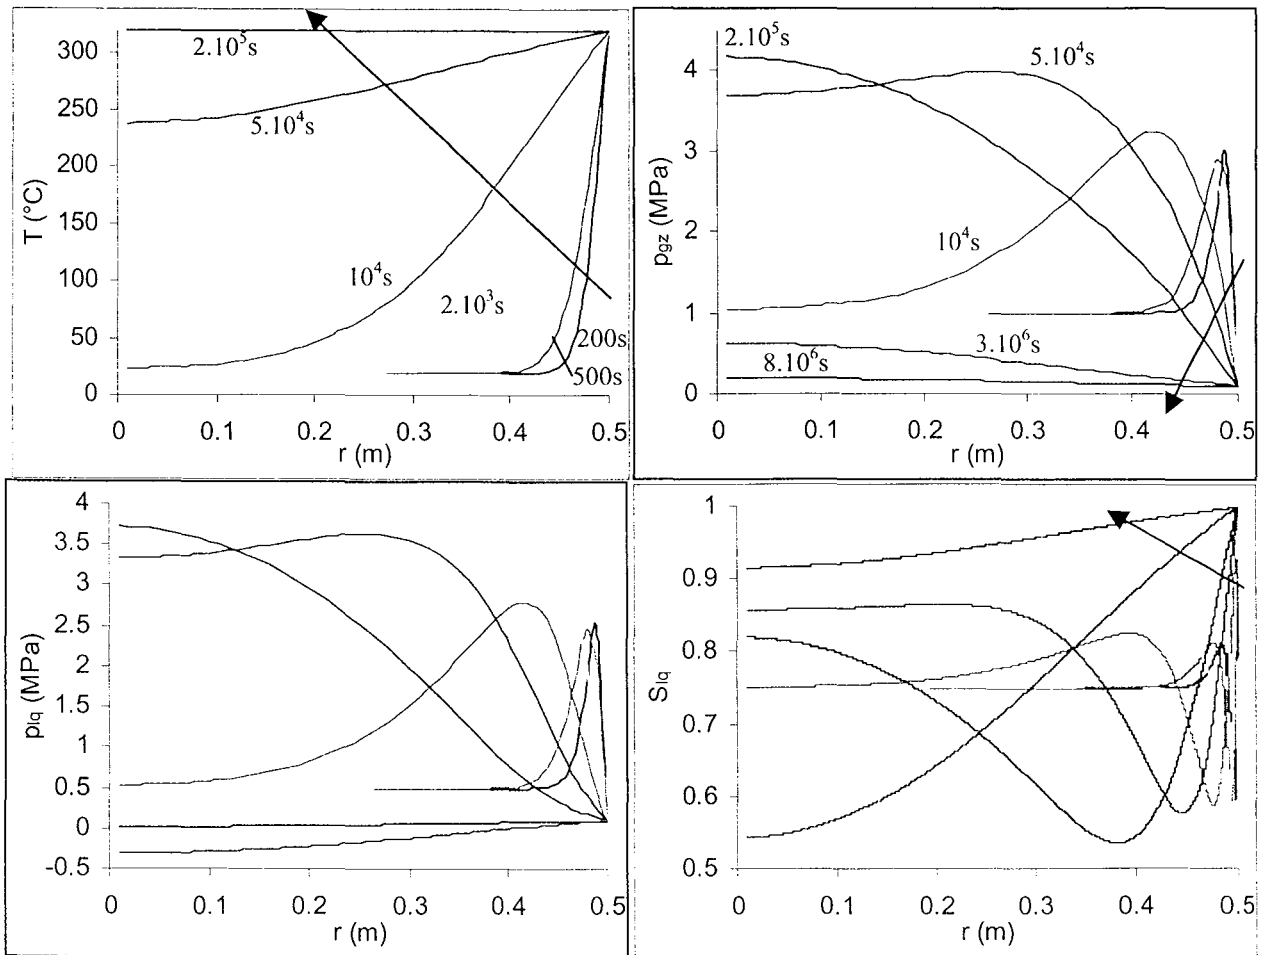 300
250
200
150
100
50
0
T (°C)
2.10⁵s
5.10⁴s
10⁴s
2.10³s
200s
500s
0 0.1 0.2 0.3 0.4 0.5
r (m)
4
3
2
1
0
p_gz (MPa)
2.10⁵s
5.10⁴s
10⁴s
3.10⁶s
8.10⁶s
0 0.1 0.2 0.3 0.4 0.5
r (m)
4
3.5
3
2.5
2
1.5
1
0.5
0
-0.5
p_lq (MPa)
0 0.1 0.2 0.3 0.4 0.5
r (m)
1
0.9
0.8
0.7
0.6
0.5
S_lq
0 0.1 0.2 0.3 0.4 0.5
r (m)